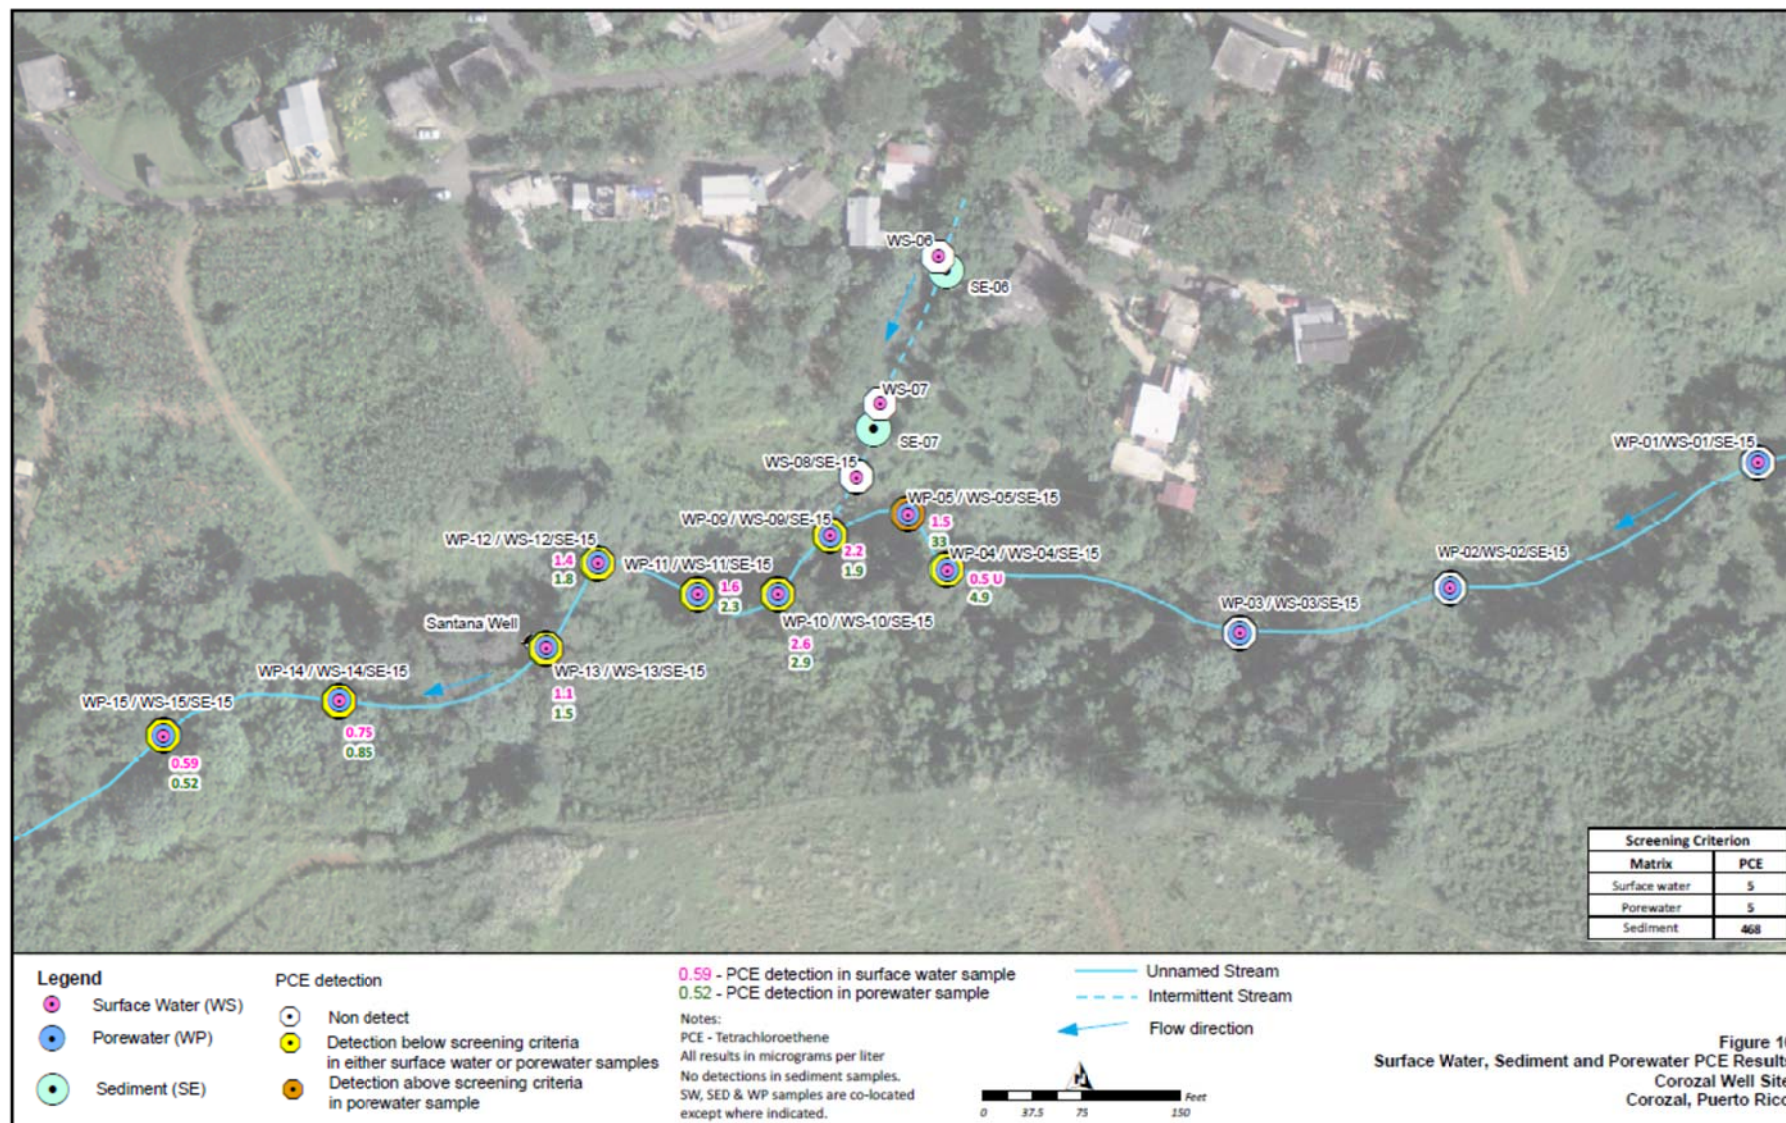 WS-06
SE-06
WS-07
SE-07
WS-08/SE-15
WP-01/WS-01/SE-15
WP-05 / WS-05/SE-15
1.5
33
WP-09 / WS-09/SE-15
2.2
1.9
WP-12 / WS-12/SE-15
1.4
1.8
WP-11 / WS-11/SE-15
1.6
2.3
WP-04 / WS-04/SE-15
0.5 U
4.9
WP-02/WS-02/SE-15
WP-03 / WS-03/SE-15
Santana Well
WP-10 / WS-10/SE-15
2.6
2.9
WP-13 / WS-13/SE-15
1.1
1.5
WP-14 / WS-14/SE-15
0.75
0.85
WP-15 / WS-15/SE-15
0.59
0.52
Screening Criterion
Matrix PCE
Surface water 5
Porewater 5
Sediment 468
Legend
Surface Water (WS)
Porewater (WP)
Sediment (SE)
PCE detection
Non detect
Detection below screening criteria
in either surface water or porewater samples
Detection above screening criteria
in porewater sample
0.59 - PCE detection in surface water sample
0.52 - PCE detection in porewater sample
Notes:
PCE - Tetrachloroethene
All results in micrograms per liter
No detections in sediment samples.
SW, SED & WP samples are co-located
except where indicated.
Unnamed Stream
Intermittent Stream
Flow direction
N
Feet
0 37.5 75 150
Figure 10
Surface Water, Sediment and Porewater PCE Results
Corozal Well Site
Corozal, Puerto Rico